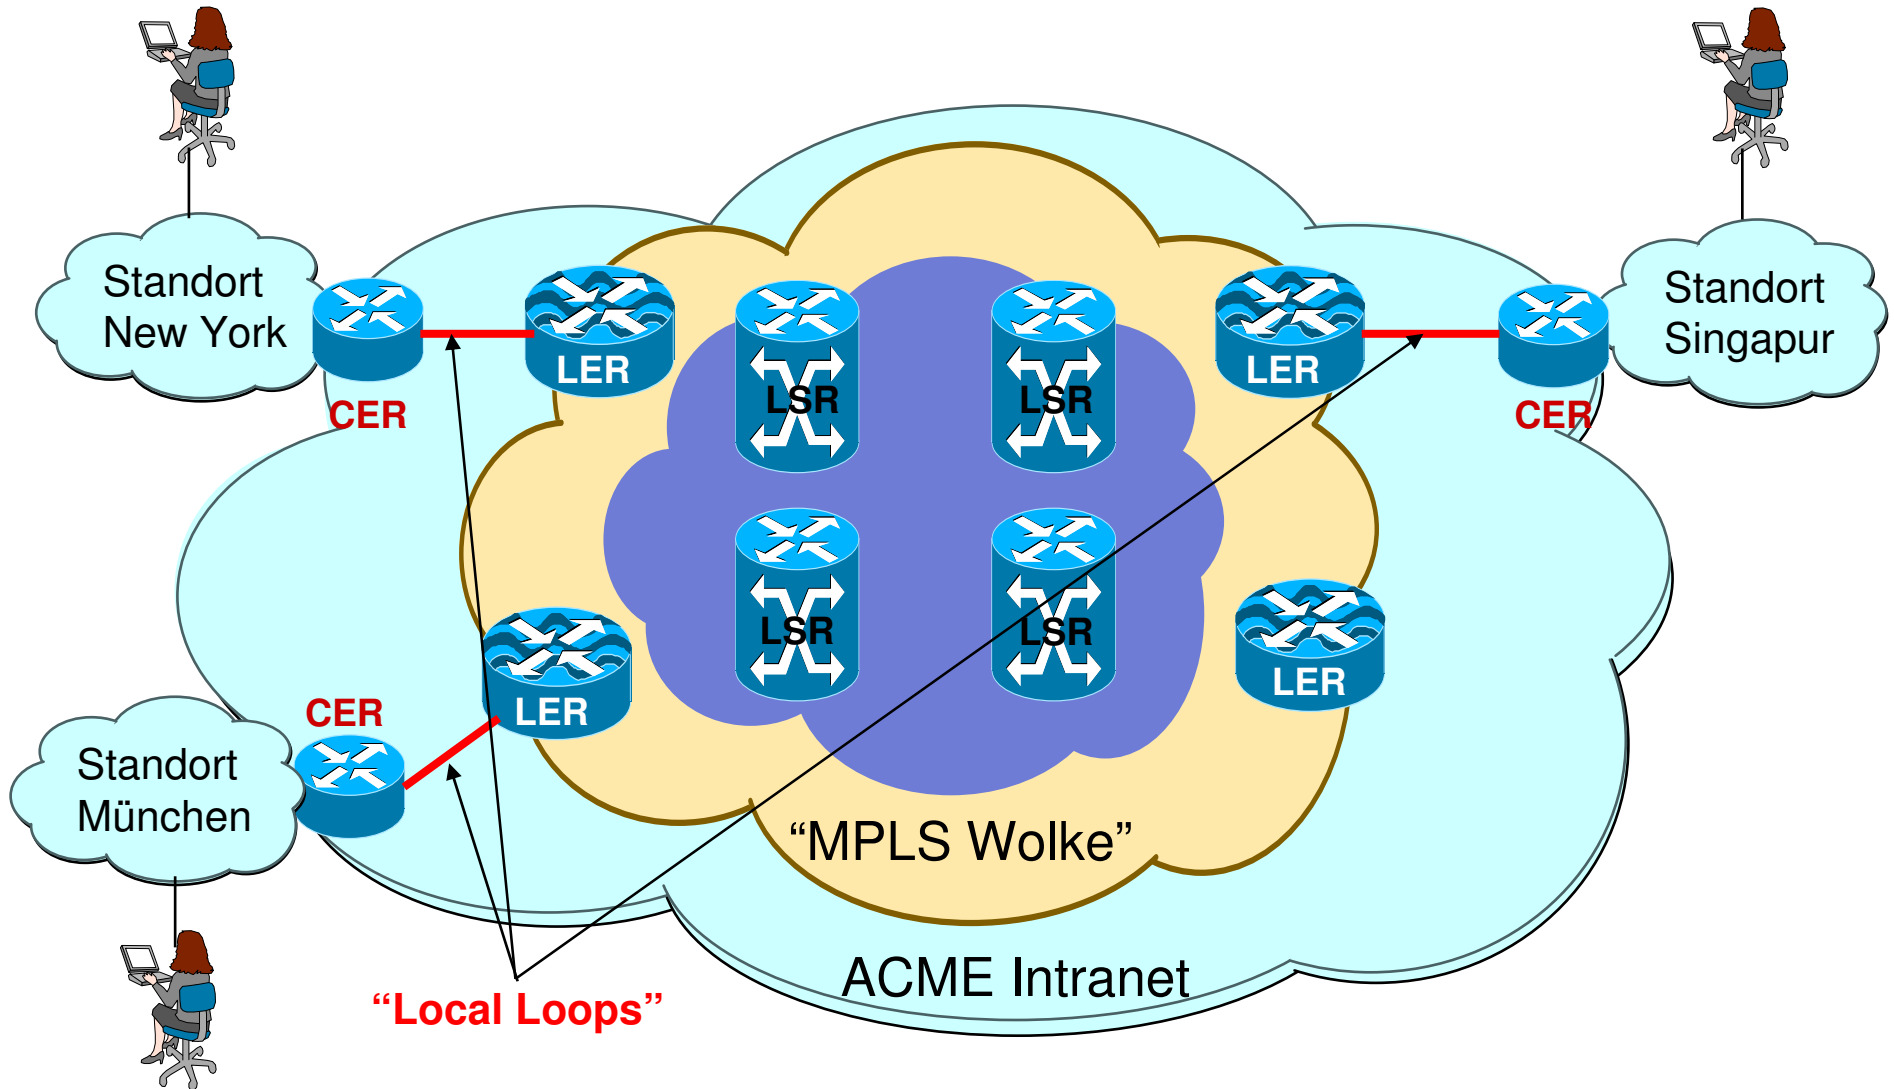 Standort
New York
Standort
Singapur
LER
LER
CER
LSR
LSR
CER
LSR
LSR
LER
LER
CER
Standort
München
“MPLS Wolke”
ACME Intranet
“Local Loops”